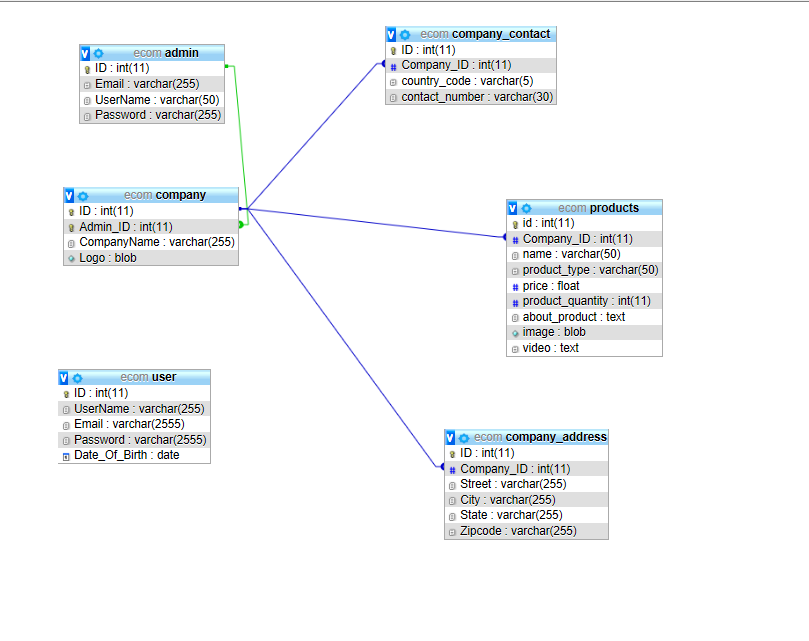 ecom admin
ID : int(11)
Email : varchar(255)
UserName : varchar(50)
Password : varchar(255)
ecom company_contact
ID : int(11)
Company_ID : int(11)
country_code : varchar(5)
contact_number : varchar(30)
ecom company
ID : int(11)
Admin_ID : int(11)
CompanyName : varchar(255)
Logo : blob
ecom products
id : int(11)
Company_ID : int(11)
name : varchar(50)
product_type : varchar(50)
price : float
product_quantity : int(11)
about_product : text
image : blob
video : text
ecom user
ID : int(11)
UserName : varchar(255)
Email : varchar(2555)
Password : varchar(2555)
Date_Of_Birth : date
ecom company_address
ID : int(11)
Company_ID : int(11)
Street : varchar(255)
City : varchar(255)
State : varchar(255)
Zipcode : varchar(255)